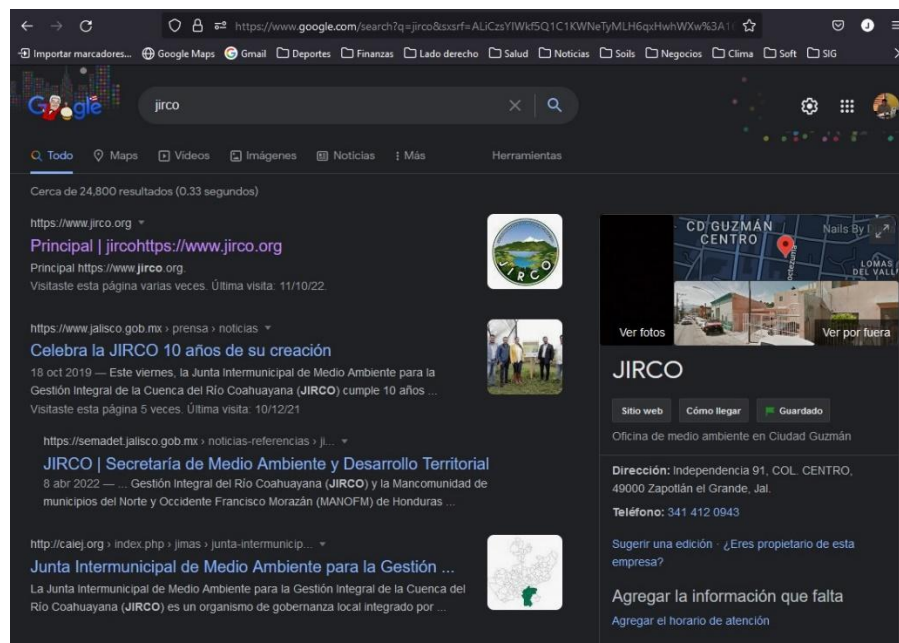 https://www.google.com/search?q=jirco&sxsrf=ALiCzsYIWkf5Q1C1KWNeTyMLH6qxHwhWXw%3A1
Importar marcadores... Google Maps Gmail Deportes Finanzas Lado derecho Salud Noticias Soils Negocios Clima Soft SIG
Google
jirco
Todo Maps Videos Imágenes Noticias Más Herramientas
Cerca de 24,800 resultados (0.33 segundos)
https://www.jirco.org
Principal | jircohttps://www.jirco.org
Principal https://www.jirco.org.
Visitaste esta página varias veces. Última visita: 11/10/22.
JIRCO
https://www.jalisco.gob.mx › prensa › noticias
Celebra la JIRCO 10 años de su creación
18 oct 2019 — Este viernes, la Junta Intermunicipal de Medio Ambiente para la
Gestión Integral de la Cuenca del Río Coahuayana (JIRCO) cumple 10 años ...
Visitaste esta página 5 veces. Última visita: 10/12/21
https://semadet.jalisco.gob.mx › noticias-referencias › ji...
JIRCO | Secretaría de Medio Ambiente y Desarrollo Territorial
8 abr 2022 — ... Gestión Integral del Río Coahuayana (JIRCO) y la Mancomunidad de
municipios del Norte y Occidente Francisco Morazán (MANOFM) de Honduras ...
http://caiej.org › index.php › jimas › junta-intermunicip...
Junta Intermunicipal de Medio Ambiente para la Gestión ...
La Junta Intermunicipal de Medio Ambiente para la Gestión Integral de la Cuenca del
Río Coahuayana (JIRCO) es un organismo de gobernanza local integrado por ...
CD GUZMÁN
CENTRO
Nails By
LOMAS
DEL VALL
Ver fotos
Ver por fuera
JIRCO
Sitio web Cómo llegar Guardado
Oficina de medio ambiente en Ciudad Guzmán
Dirección: Independencia 91, COL. CENTRO,
49000 Zapotlán el Grande, Jal.
Teléfono: 341 412 0943
Sugerir una edición · ¿Eres propietario de esta
empresa?
Agregar la información que falta
Agregar el horario de atención